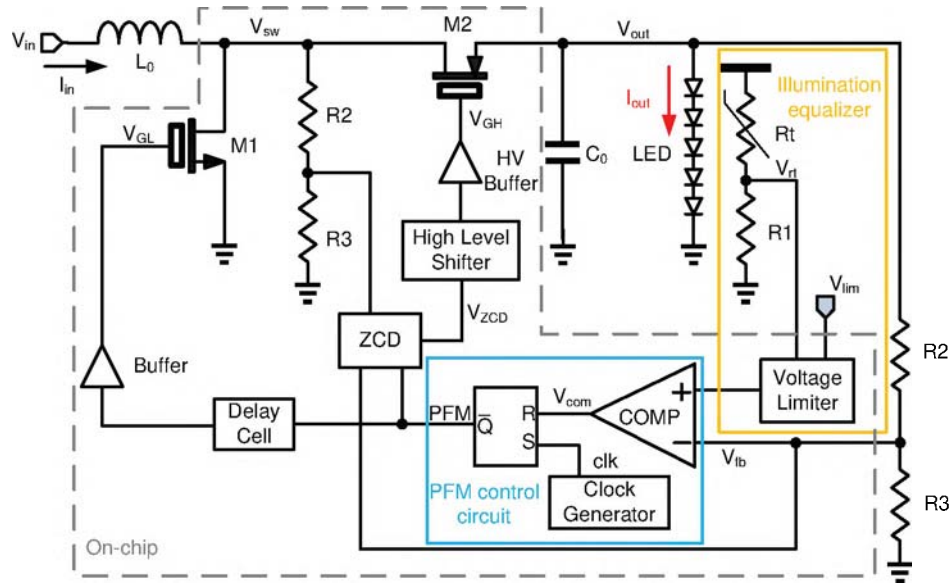 Vin
Iin
L0
Vsw
M2
Vout
VGL
M1
R2
R3
VGH
HV
Buffer
High Level
Shifter
VZCD
ZCD
C0
Iout
LED
Illumination
equalizer
Rt
Vrt
R1
Vlim
Voltage
Limiter
R2
R3
Buffer
Delay
Cell
PFM
Q̅
R
S
Vcom
COMP
+
−
Vfb
clk
Clock
Generator
PFM control
circuit
On-chip